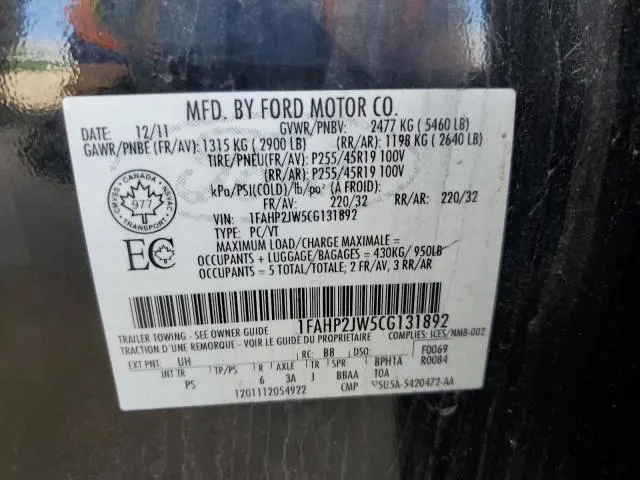 MFD. BY FORD MOTOR CO.
DATE: 12/11 GVWR/PNBV: 2477 KG ( 5460 LB)
GAWR/PNBE (FR/AV): 1315 KG ( 2900 LB) (RR/AR): 1198 KG ( 2640 LB)
TIRE/PNEU(FR/AV): P255/45R19 100V
(RR/AR): P255/45R19 100V
kPa/PSI(COLD)/lb/po² (À FROID):
FR/AV: 220/32 RR/AR: 220/32
VIN: 1FAHP2JW5CG131892
TYPE: PC/VT
MAXIMUM LOAD/CHARGE MAXIMALE =
OCCUPANTS + LUGGAGE/BAGAGES = 430KG/ 950LB
OCCUPANTS = 5 TOTAL/TOTALE; 2 FR/AV, 3 RR/AR
CMVSS TRANSPORT CANADA NSVAC
977
EC
1FAHP2JW5CG131892
TRAILER TOWING - SEE OWNER GUIDE COMPLIES: ICES/NMB-002
TRACTION D'UNE REMORQUE - VOIR LE GUIDE DU PROPRIETAIRE
EXT PNT: UH RC: BB DSO: F0069
R0084
INT TR TP/PS R AXLE TR SPR BPH1A
PS 6 3A J BBAA TOA
1201112054922 CMP ▽5U5A-5420472-AA